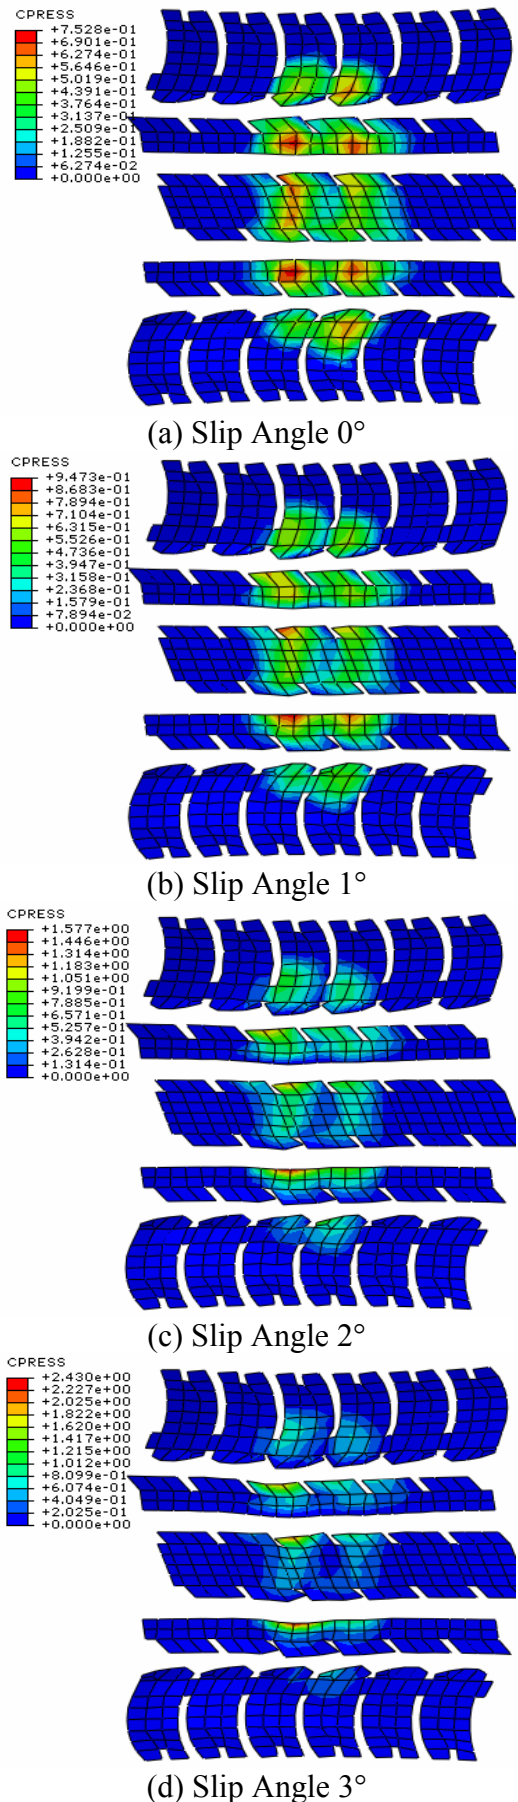 CPRESS
+7.528e-01
+6.901e-01
+6.274e-01
+5.646e-01
+5.019e-01
+4.391e-01
+3.764e-01
+3.137e-01
+2.509e-01
+1.882e-01
+1.255e-01
+6.274e-02
+0.000e+00
(a) Slip Angle 0°
CPRESS
+9.473e-01
+8.683e-01
+7.894e-01
+7.104e-01
+6.315e-01
+5.526e-01
+4.736e-01
+3.947e-01
+3.158e-01
+2.368e-01
+1.579e-01
+7.894e-02
+0.000e+00
(b) Slip Angle 1°
CPRESS
+1.577e+00
+1.446e+00
+1.314e+00
+1.183e+00
+1.051e+00
+9.199e-01
+7.885e-01
+6.571e-01
+5.257e-01
+3.942e-01
+2.628e-01
+1.314e-01
+0.000e+00
(c) Slip Angle 2°
CPRESS
+2.430e+00
+2.227e+00
+2.025e+00
+1.822e+00
+1.620e+00
+1.417e+00
+1.215e+00
+1.012e+00
+8.099e-01
+6.074e-01
+4.049e-01
+2.025e-01
+0.000e+00
(d) Slip Angle 3°